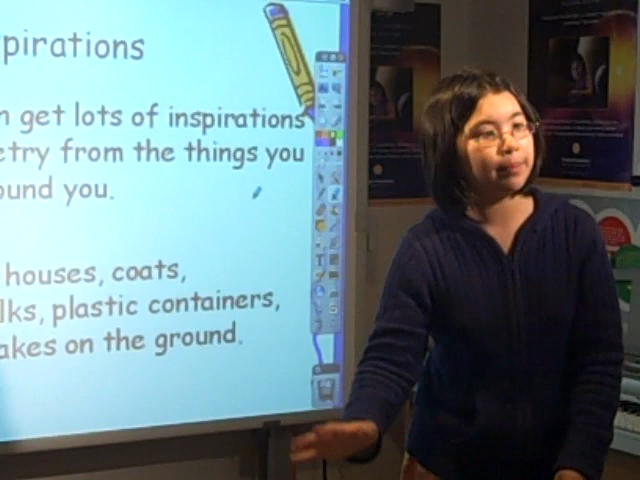 pirations
n get lots of inspirations
etry from the things you
ound you.
houses, coats,
lks, plastic containers,
akes on the ground.